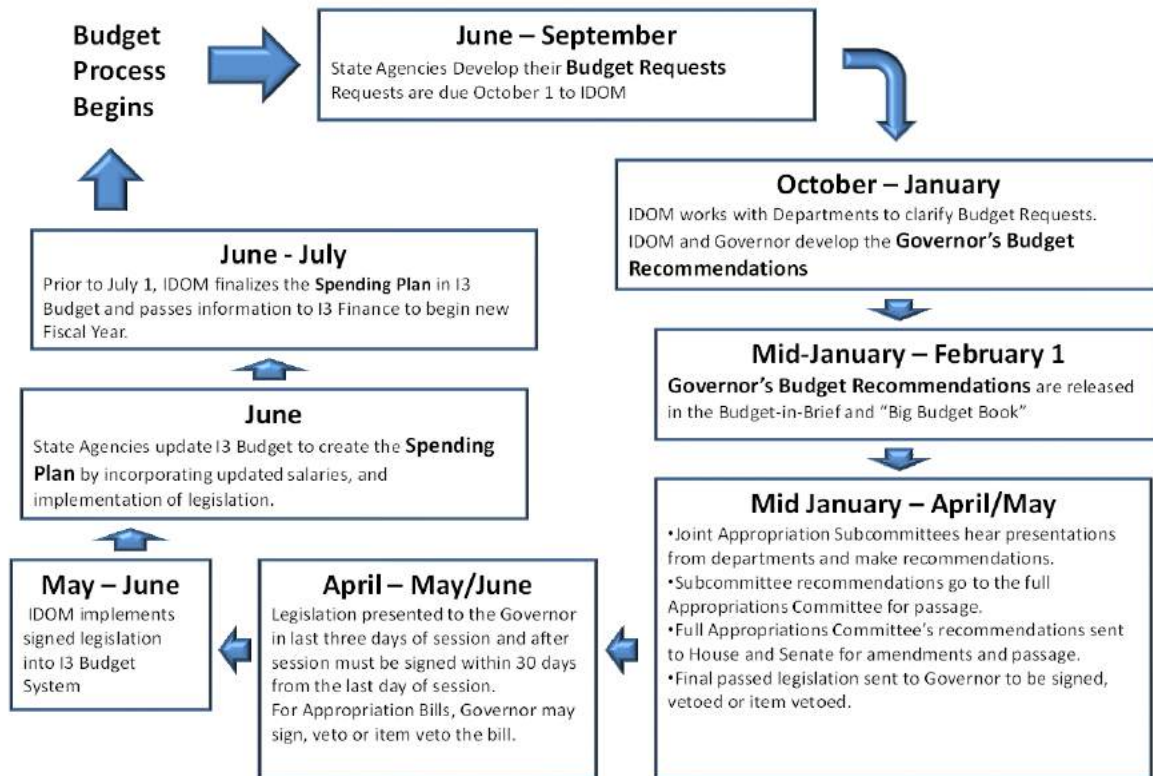 Budget
Process
Begins
June – September
State Agencies Develop their Budget Requests
Requests are due October 1 to IDOM
October – January
IDOM works with Departments to clarify Budget Requests.
IDOM and Governor develop the Governor's Budget
Recommendations
Mid-January – February 1
Governor's Budget Recommendations are released
in the Budget-in-Brief and "Big Budget Book"
Mid January – April/May
•Joint Appropriation Subcommittees hear presentations
from departments and make recommendations.
•Subcommittee recommendations go to the full
Appropriations Committee for passage.
•Full Appropriations Committee's recommendations sent
to House and Senate for amendments and passage.
•Final passed legislation sent to Governor to be signed,
vetoed or item vetoed.
April – May/June
Legislation presented to the Governor
in last three days of session and after
session must be signed within 30 days
from the last day of session.
For Appropriation Bills, Governor may
sign, veto or item veto the bill.
May – June
IDOM implements
signed legislation
into I3 Budget
System
June
State Agencies update I3 Budget to create the Spending
Plan by incorporating updated salaries, and
implementation of legislation.
June - July
Prior to July 1, IDOM finalizes the Spending Plan in I3
Budget and passes information to I3 Finance to begin new
Fiscal Year.